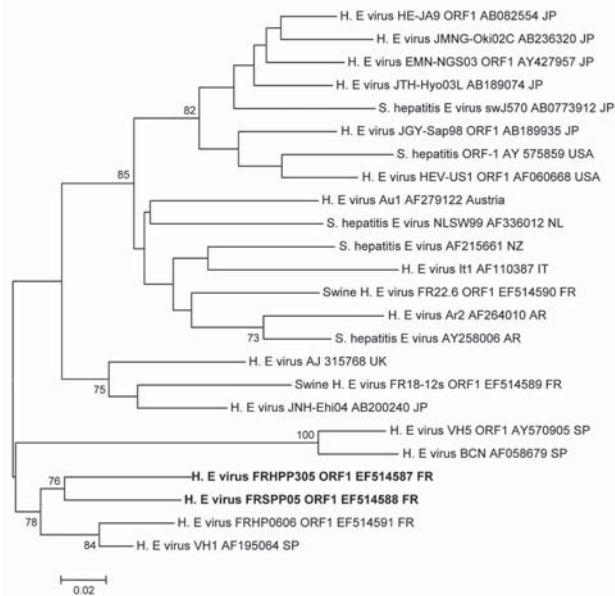 H. E virus HE-JA9 ORF1 AB082554 JP
H. E virus JMNG-Oki02C AB236320 JP
H. E virus EMN-NGS03 ORF1 AY427957 JP
H. E virus JTH-Hyo03L AB189074 JP
S. hepatitis E virus swJ570 AB0773912 JP
82
H. E virus JGY-Sap98 ORF1 AB189935 JP
S. hepatitis ORF-1 AY 575859 USA
H. E virus HEV-US1 ORF1 AF060668 USA
85
H. E virus Au1 AF279122 Austria
S. hepatitis E virus NLSW99 AF336012 NL
S. hepatitis E virus AF215661 NZ
H. E virus It1 AF110387 IT
Swine H. E virus FR22.6 ORF1 EF514590 FR
H. E virus Ar2 AF264010 AR
73
S. hepatitis E virus AY258006 AR
H. E virus AJ 315768 UK
75
Swine H. E virus FR18-12s ORF1 EF514589 FR
H. E virus JNH-Ehi04 AB200240 JP
H. E virus VH5 ORF1 AY570905 SP
100
H. E virus BCN AF058679 SP
76
H. E virus FRHPP305 ORF1 EF514587 FR
H. E virus FRSPP05 ORF1 EF514588 FR
78
H. E virus FRHP0606 ORF1 EF514591 FR
84
H. E virus VH1 AF195064 SP
0.02